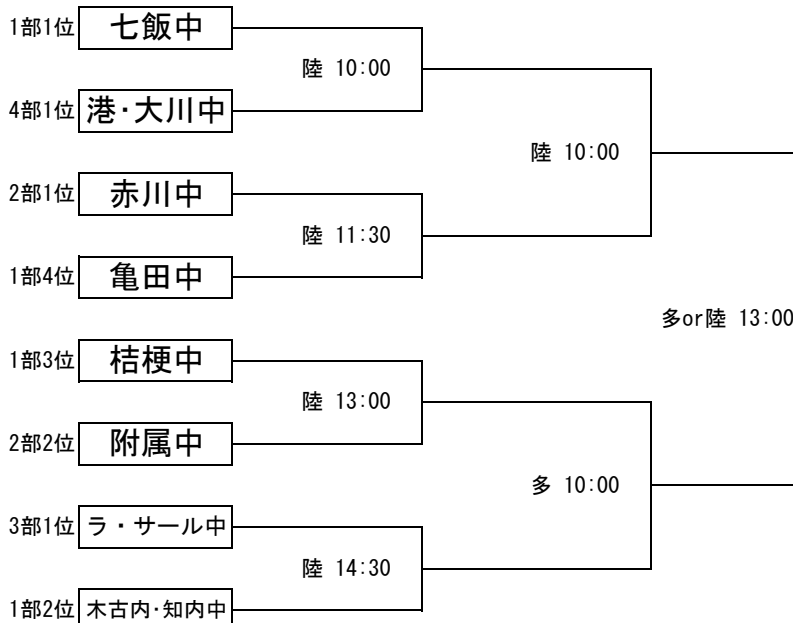 1部1位 七飯中
陸 10:00
4部1位 港・大川中
陸 10:00
2部1位 赤川中
陸 11:30
1部4位 亀田中
多or陸 13:00
1部3位 桔梗中
陸 13:00
2部2位 附属中
多 10:00
3部1位 ラ・サール中
陸 14:30
1部2位 木古内・知内中